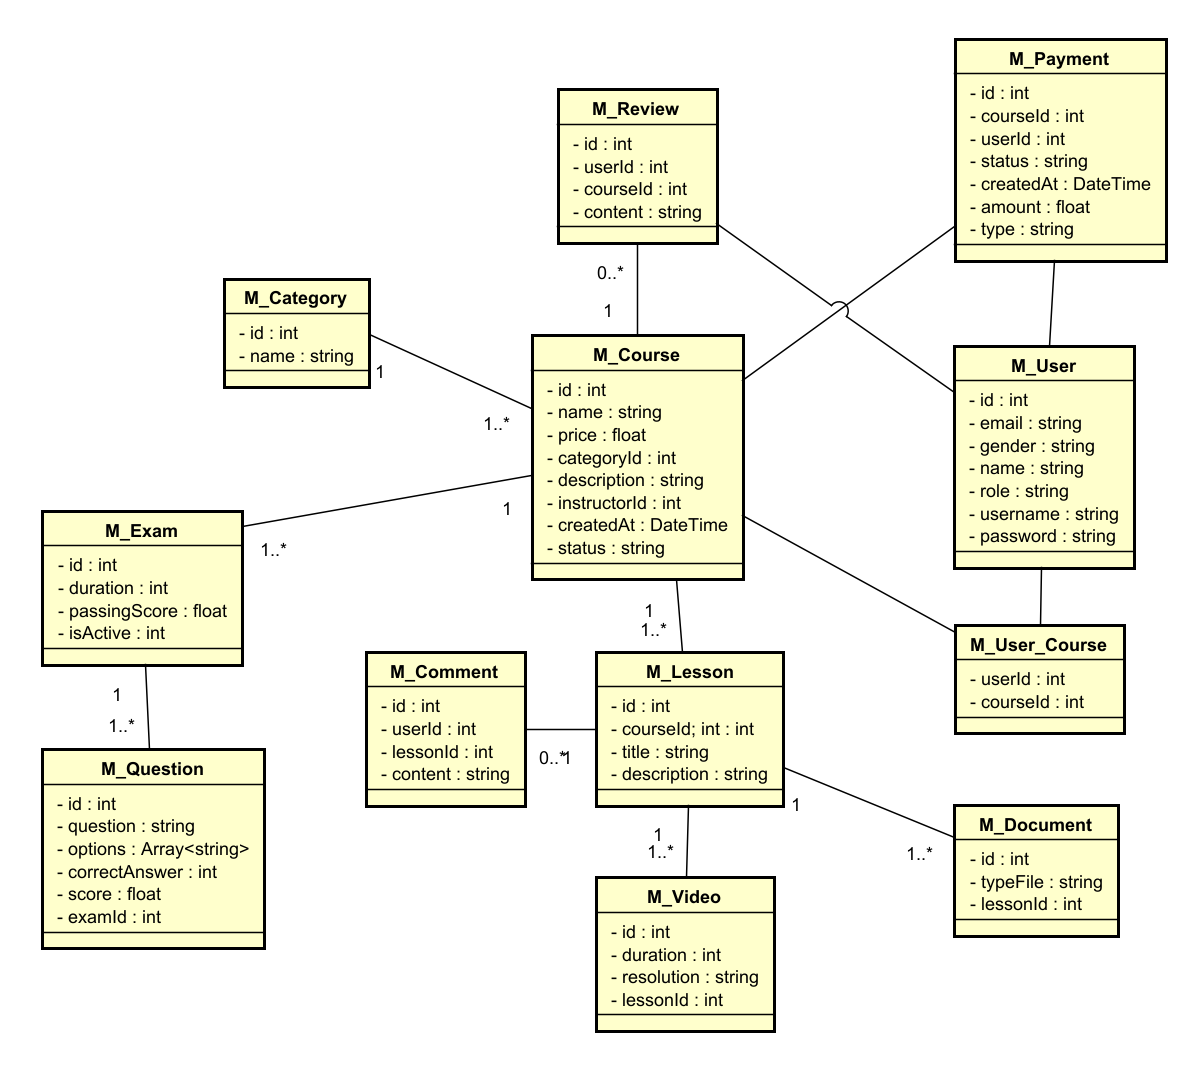 M_Payment
- id : int
- courseId : int
- userId : int
- status : string
- createdAt : DateTime
- amount : float
- type : string
M_Review
- id : int
- userId : int
- courseId : int
- content : string
0..*
1
M_Category
- id : int
- name : string
1
1..*
M_Course
- id : int
- name : string
- price : float
- categoryId : int
- description : string
- instructorId : int
- createdAt : DateTime
- status : string
M_User
- id : int
- email : string
- gender : string
- name : string
- role : string
- username : string
- password : string
1
1..*
M_Exam
- id : int
- duration : int
- passingScore : float
- isActive : int
1
1..*
M_User_Course
- userId : int
- courseId : int
1
1..*
M_Comment
- id : int
- userId : int
- lessonId : int
- content : string
0..*
1
M_Lesson
- id : int
- courseId; int : int
- title : string
- description : string
M_Question
- id : int
- question : string
- options : Array<string>
- correctAnswer : int
- score : float
- examId : int
1
1..*
1
1..*
M_Document
- id : int
- typeFile : string
- lessonId : int
M_Video
- id : int
- duration : int
- resolution : string
- lessonId : int